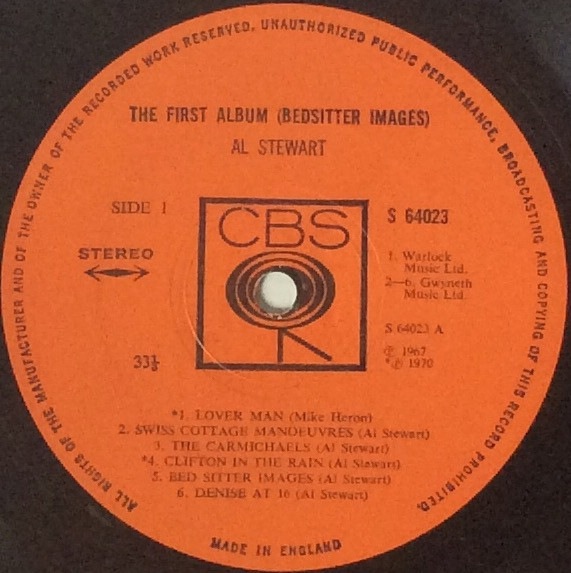 ALL RIGHTS OF THE MANUFACTURER AND OF THE OWNER OF THE RECORDED WORK RESERVED. UNAUTHORIZED PUBLIC PERFORMANCE, BROADCASTING AND COPYING OF THIS RECORD PROHIBITED.
THE FIRST ALBUM (BEDSITTER IMAGES)
AL STEWART
SIDE 1
CBS
S 64023
STEREO
1. Warlock
Music Ltd.
2—6. Gwyneth
Music Ltd.
S 64023 A
33⅓
℗ 1967
*℗ 1970
*1. LOVER MAN (Mike Heron)
2. SWISS COTTAGE MANOEUVRES (Al Stewart)
3. THE CARMICHAELS (Al Stewart)
*4. CLIFTON IN THE RAIN (Al Stewart)
5. BED SITTER IMAGES (Al Stewart)
6. DENISE AT 16 (Al Stewart)
MADE IN ENGLAND